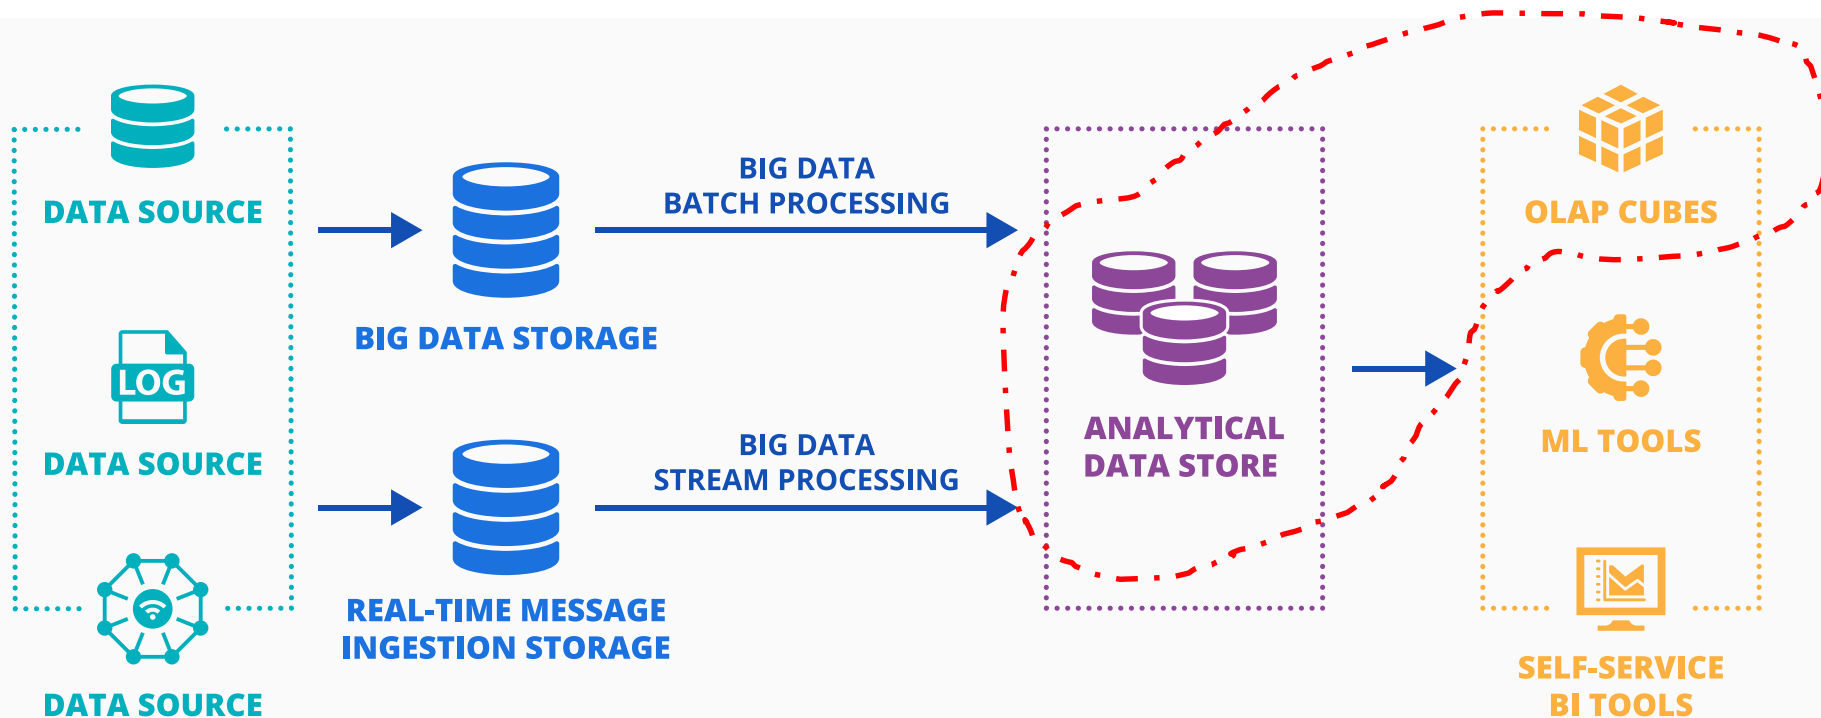 DATA SOURCE
LOG
DATA SOURCE
DATA SOURCE
BIG DATA STORAGE
REAL-TIME MESSAGE
INGESTION STORAGE
BIG DATA
BATCH PROCESSING
BIG DATA
STREAM PROCESSING
ANALYTICAL
DATA STORE
OLAP CUBES
ML TOOLS
SELF-SERVICE
BI TOOLS